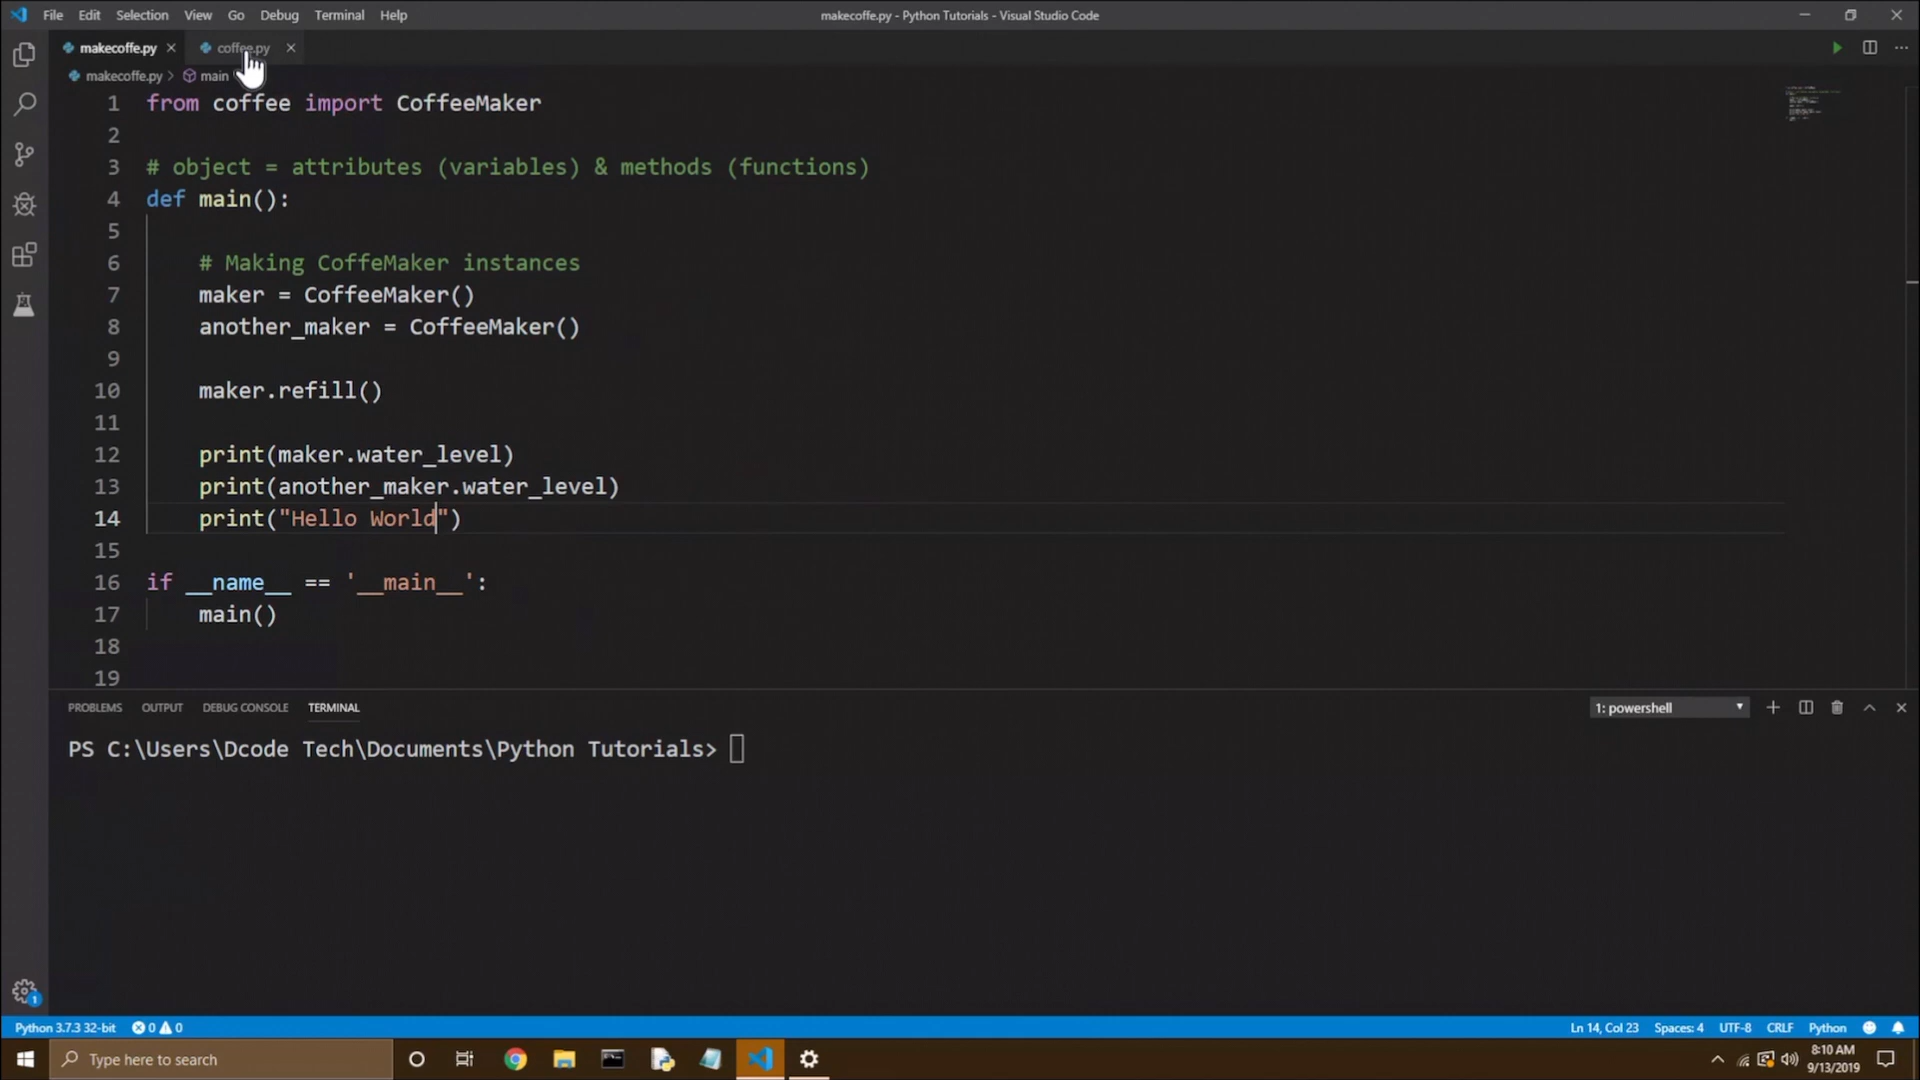 File Edit Selection View Go Debug Terminal Help
makecoffe.py - Python Tutorials - Visual Studio Code
makecoffe.py coffee.py
makecoffe.py > main
1 from coffee import CoffeeMaker
2
3 # object = attributes (variables) & methods (functions)
4 def main():
5
6 # Making CoffeMaker instances
7 maker = CoffeeMaker()
8 another_maker = CoffeeMaker()
9
10 maker.refill()
11
12 print(maker.water_level)
13 print(another_maker.water_level)
14 print("Hello World")
15
16 if __name__ == '__main__':
17 main()
18
19
PROBLEMS OUTPUT DEBUG CONSOLE TERMINAL
1: powershell
PS C:\Users\Dcode Tech\Documents\Python Tutorials>
1
Python 3.7.3 32-bit 0 0
Ln 14, Col 23 Spaces: 4 UTF-8 CRLF Python
Type here to search
8:10 AM
9/13/2019